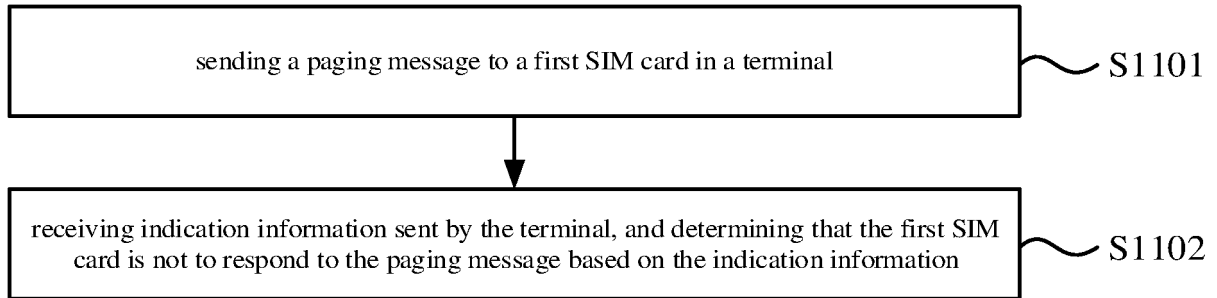 sending a paging message to a first SIM card in a terminal
S1101
receiving indication information sent by the terminal, and determining that the first SIM
card is not to respond to the paging message based on the indication information
S1102